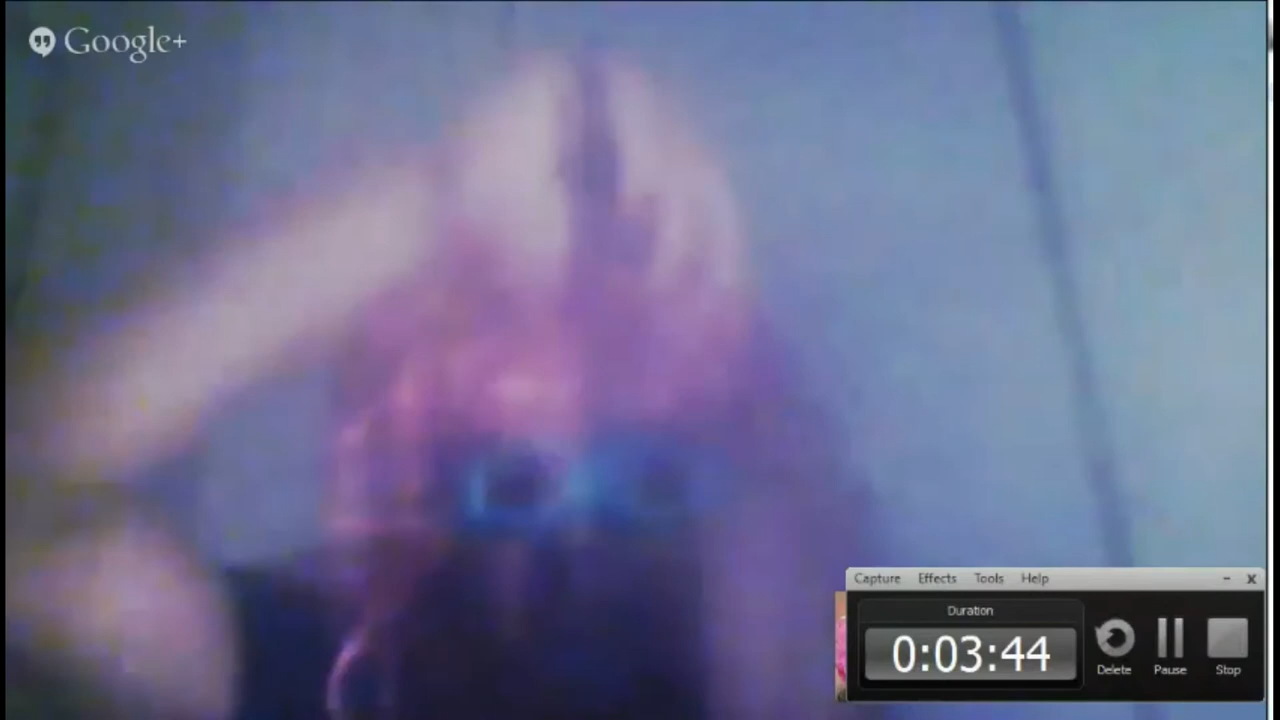 Google+
Capture Effects Tools Help
Duration
0:03:44
Delete Pause Stop